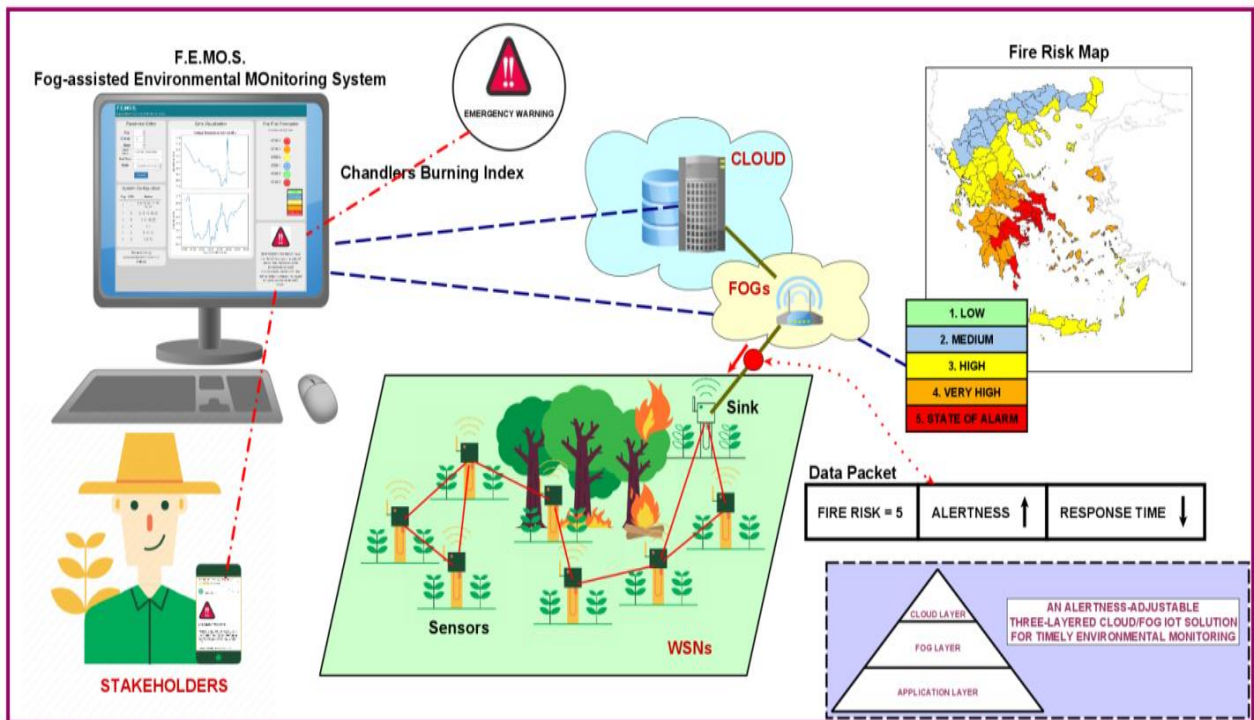 F.E.MO.S.
Fog-assisted Environmental MOnitoring System
EMERGENCY WARNING
Chandlers Burning Index
CLOUD
FOGs
Fire Risk Map
1. LOW
2. MEDIUM
3. HIGH
4. VERY HIGH
5. STATE OF ALARM
Sink
Sensors
WSNs
STAKEHOLDERS
Data Packet
FIRE RISK = 5
ALERTNESS
RESPONSE TIME
CLOUD LAYER
FOG LAYER
APPLICATION LAYER
AN ALERTNESS-ADJUSTABLE
THREE-LAYERED CLOUD/FOG IOT SOLUTION
FOR TIMELY ENVIRONMENTAL MONITORING